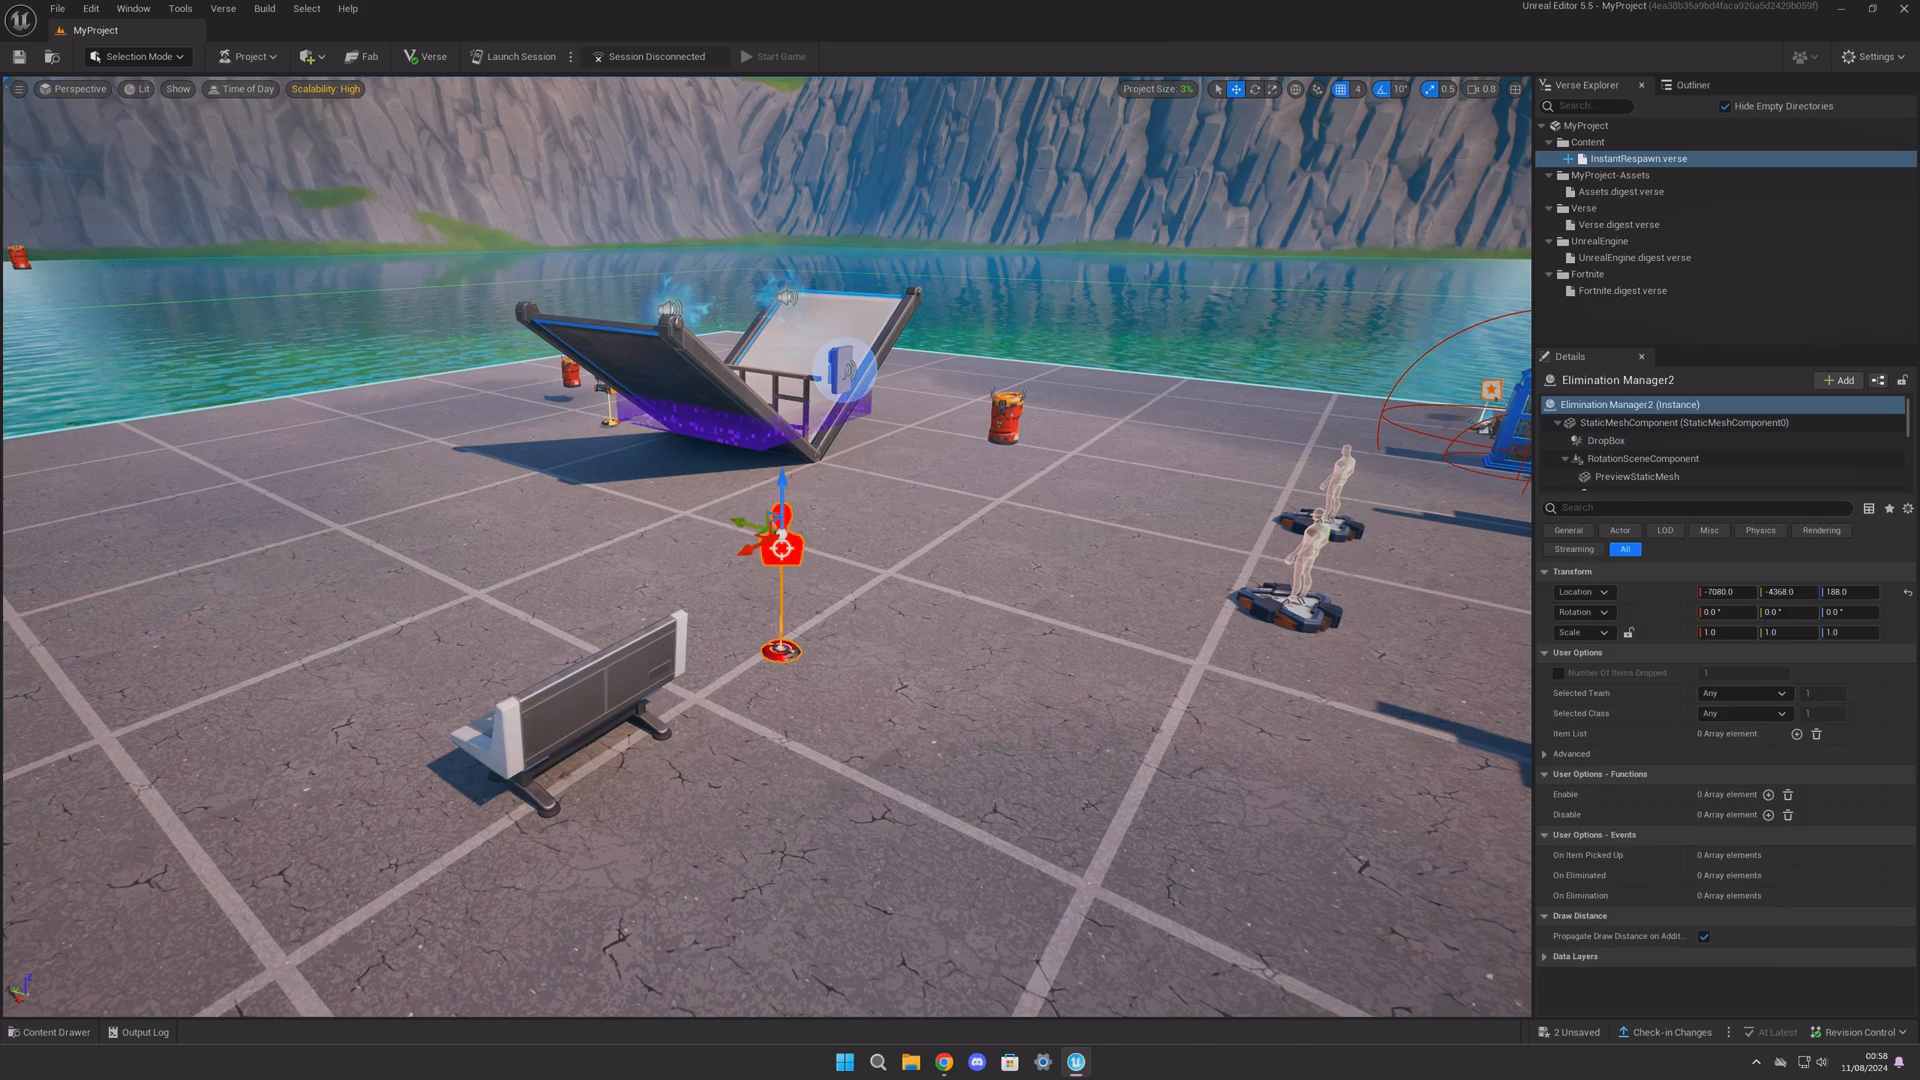 File Edit Window Tools Verse Build Select Help
Unreal Editor 5.5 - MyProject (4ea38b35a9bd4faca926a5d2429b059f)
MyProject
Selection Mode Project Fab Verse Launch Session Session Disconnected Start Game Settings
Perspective Lit Show Time of Day Scalability: High
Project Size: 3% 4 10° 0.5 0.8
Verse Explorer Outliner
Search... Hide Empty Directories
MyProject
Content
InstantRespawn.verse
MyProject-Assets
Assets.digest.verse
Verse
Verse.digest.verse
UnrealEngine
UnrealEngine.digest.verse
Fortnite
Fortnite.digest.verse
Details
Elimination Manager2 Add
Elimination Manager2 (Instance)
StaticMeshComponent (StaticMeshComponent0)
DropBox
RotationSceneComponent
PreviewStaticMesh
Search
General Actor LOD Misc Physics Rendering
Streaming All
Transform
Location -7080.0 -4368.0 188.0
Rotation 0.0° 0.0° 0.0°
Scale 1.0 1.0 1.0
User Options
Number Of Items Dropped 1
Selected Team Any 1
Selected Class Any 1
Item List 0 Array element
Advanced
User Options - Functions
Enable 0 Array element
Disable 0 Array element
User Options - Events
On Item Picked Up 0 Array elements
On Eliminated 0 Array elements
On Elimination 0 Array elements
Draw Distance
Propagate Draw Distance on Addit...
Data Layers
Z
Content Drawer Output Log
2 Unsaved Check-in Changes At Latest Revision Control
00:58
11/08/2024